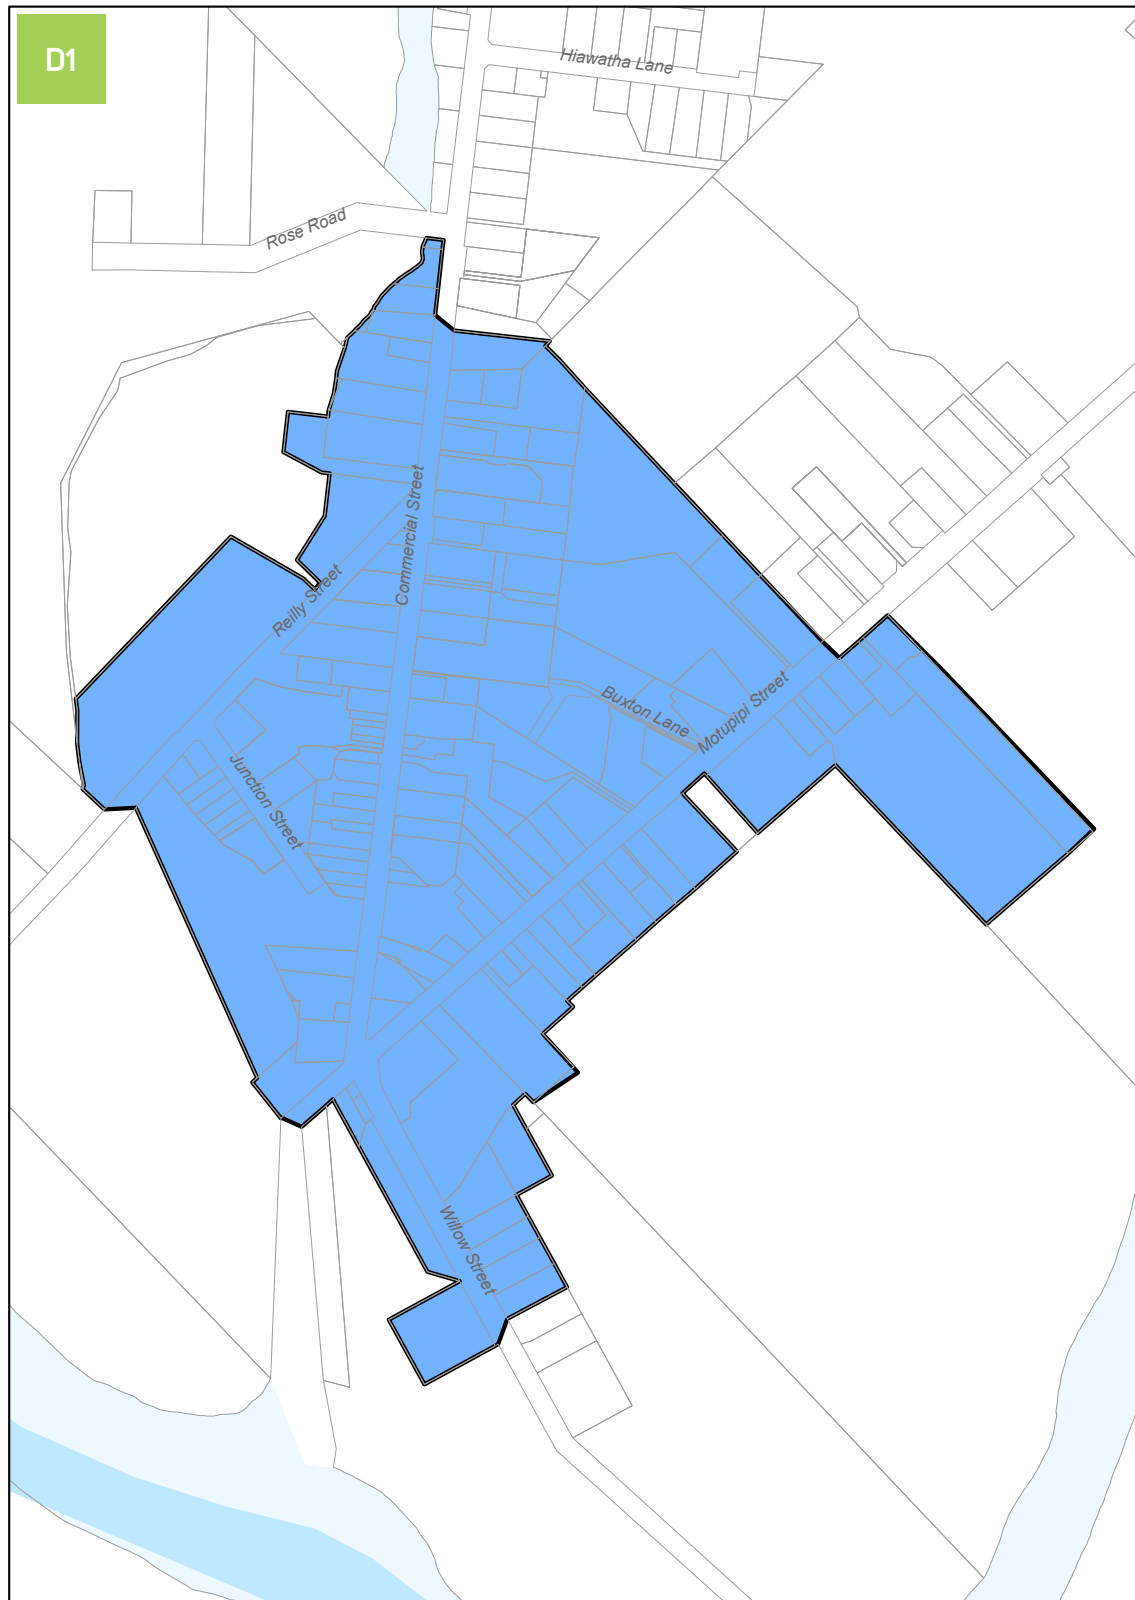 D1
Hiawatha Lane
Rose Road
Commercial Street
Reilly Street
Buxton Lane
Motupipi Street
Junction Street
Willow Street